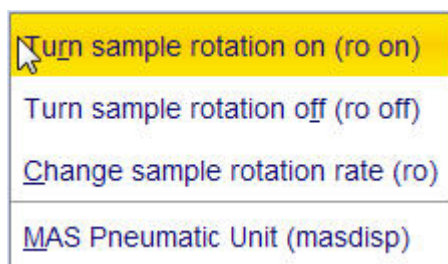 Turn sample rotation on (ro on)
Turn sample rotation off (ro off)
Change sample rotation rate (ro)
MAS Pneumatic Unit (masdisp)